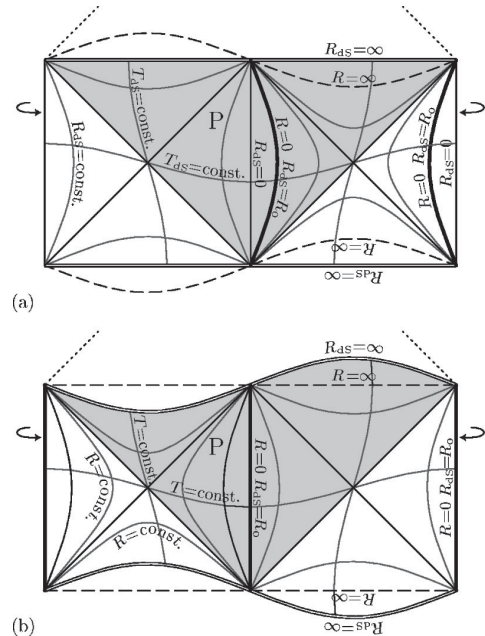 R_dS=∞
R=∞
T_dS=const.
P
R_dS=const.
T_dS=const.
R_dS=0
R=0 R_dS=R_o
R=0 R_dS=R_o
R_dS=0
R=∞
R_dS=∞
(a)
R_dS=∞
R=∞
T=const.
P
R=const.
T=const.
R=0 R_dS=R_o
R=0 R_dS=R_o
R=const.
R=∞
R_dS=∞
(b)